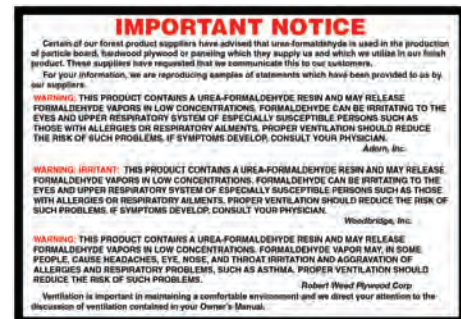 IMPORTANT NOTICE
Certain of our forest product suppliers have advised that urea-formaldehyde is used in the production
of particle board, hardwood plywood or paneling which they supply us and which we utilize in our finish
product. These suppliers have requested that we communicate this to our customers.
For your information, we are reproducing samples of statements which have been provided to us by
our suppliers.
WARNING: THIS PRODUCT CONTAINS A UREA-FORMALDEHYDE RESIN AND MAY RELEASE
FORMALDEHYDE VAPORS IN LOW CONCENTRATIONS. FORMALDEHYDE CAN BE IRRITATING TO THE
EYES AND UPPER RESPIRATORY SYSTEM OF ESPECIALLY SUSCEPTIBLE PERSONS SUCH AS
THOSE WITH ALLERGIES OR RESPIRATORY AILMENTS. PROPER VENTILATION SHOULD REDUCE
THE RISK OF SUCH PROBLEMS. IF SYMPTOMS DEVELOP, CONSULT YOUR PHYSICIAN.
Adorn, Inc.
WARNING: IRRITANT: THIS PRODUCT CONTAINS A UREA-FORMALDEHYDE RESIN AND MAY RELEASE
FORMALDEHYDE VAPORS IN LOW CONCENTRATIONS. FORMALDEHYDE CAN BE IRRITATING TO THE
EYES AND UPPER RESPIRATORY SYSTEM OF ESPECIALLY SUSCEPTIBLE PERSONS SUCH AS THOSE
WITH ALLERGIES OR RESPIRATORY AILMENTS. PROPER VENTILATION SHOULD REDUCE THE RISK OF
SUCH PROBLEMS. IF SYMPTOMS DEVELOP, CONSULT YOUR PHYSICIAN.
Woodbridge, Inc.
WARNING: THIS PRODUCT CONTAINS A UREA-FORMALDEHYDE RESIN AND MAY RELEASE
FORMALDEHYDE VAPORS IN LOW CONCENTRATIONS. FORMALDEHYDE VAPOR MAY, IN SOME
PEOPLE, CAUSE HEADACHES, EYE, NOSE, AND THROAT IRRITATION AND AGGRAVATION OF
ALLERGIES AND RESPIRATORY PROBLEMS, SUCH AS ASTHMA. PROPER VENTILATION SHOULD
REDUCE THE RISK OF SUCH PROBLEMS.
Robert Weed Plywood Corp
Ventilation is important in maintaining a comfortable environment and we direct your attention to the
discussion of ventilation contained in your Owner's Manual.